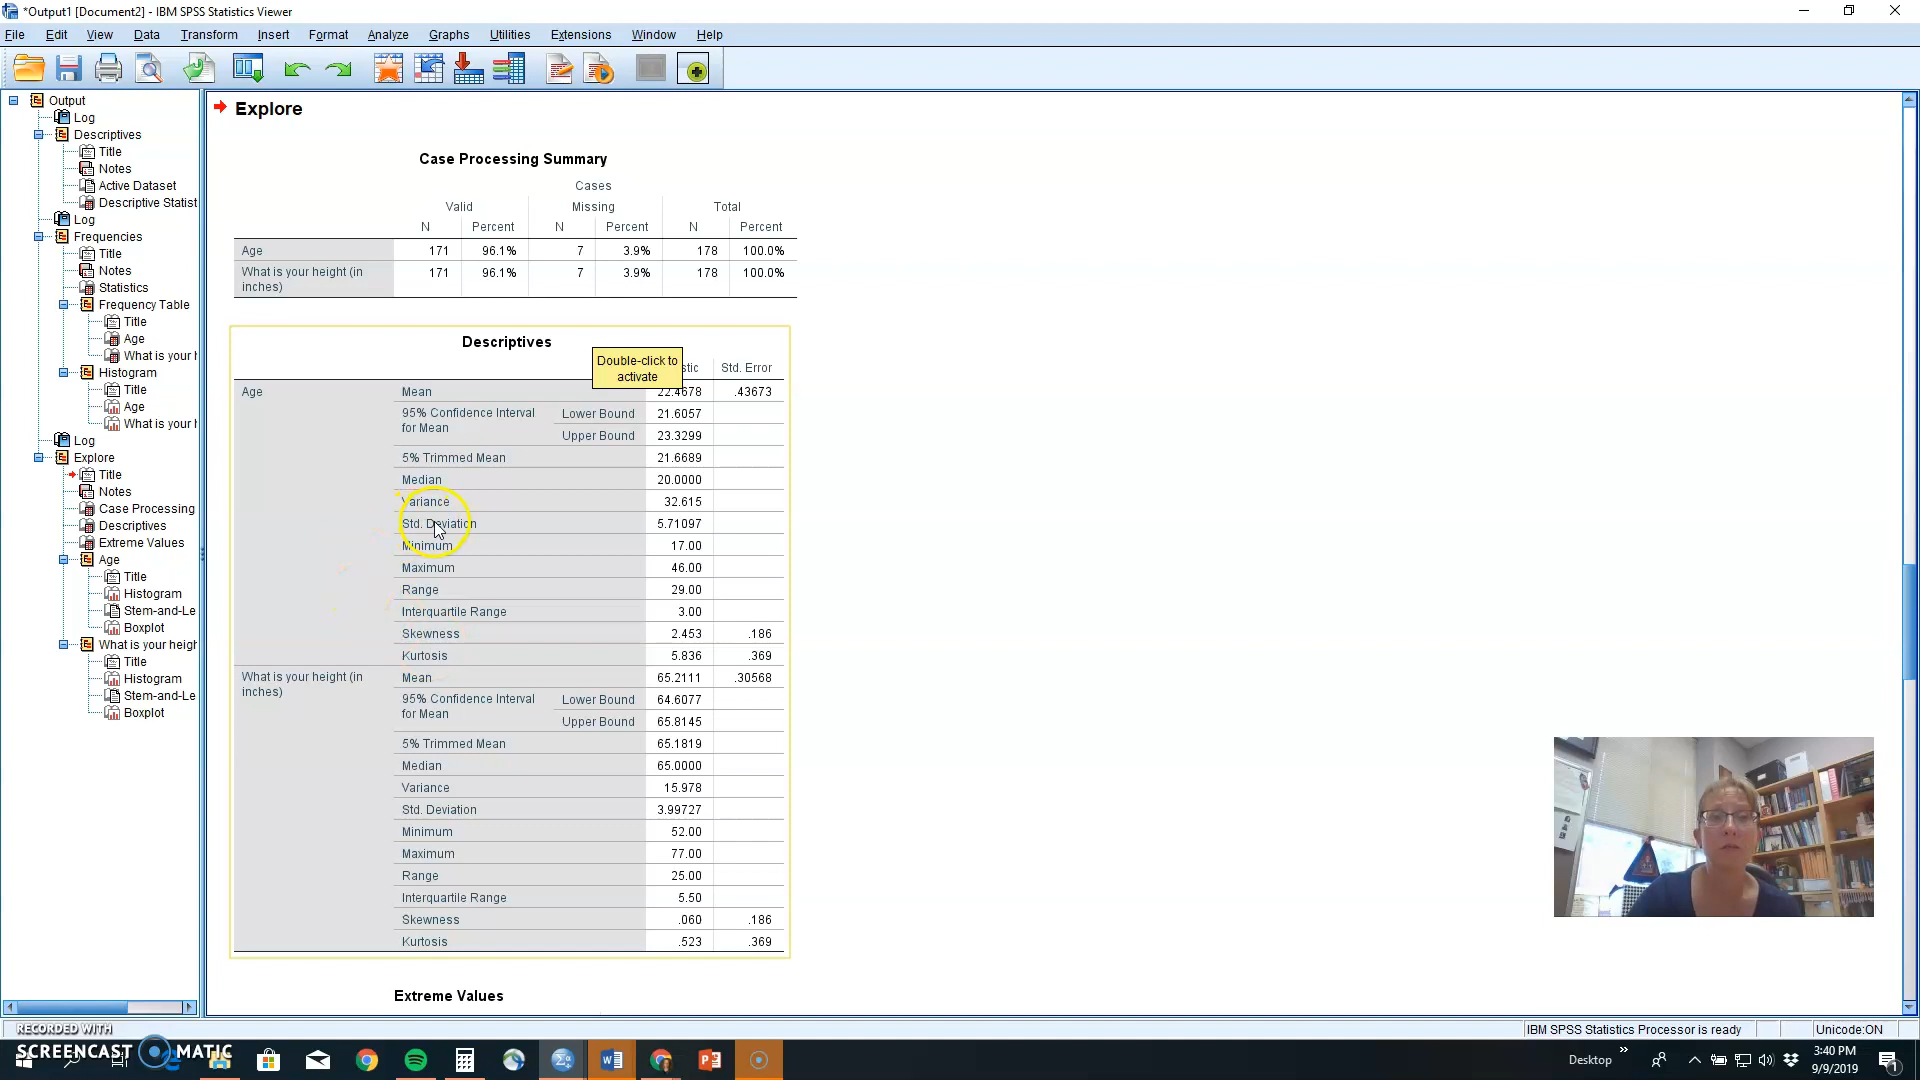 *Output1 [Document2] - IBM SPSS Statistics Viewer
File Edit View Data Transform Insert Format Analyze Graphs Utilities Extensions Window Help
Output
Log
Descriptives
Title
Notes
Active Dataset
Descriptive Statist
Log
Frequencies
Title
Notes
Statistics
Frequency Table
Title
Age
What is your h
Histogram
Title
Age
What is your h
Log
Explore
Title
Notes
Case Processing
Descriptives
Extreme Values
Age
Title
Histogram
Stem-and-Le
Boxplot
What is your heigh
Title
Histogram
Stem-and-Le
Boxplot
Explore
Case Processing Summary
Cases
Valid Missing Total
N Percent N Percent N Percent
Age 171 96.1% 7 3.9% 178 100.0%
What is your height (in 171 96.1% 7 3.9% 178 100.0%
inches)
Descriptives
Double-click to
activate
stic Std. Error
Age Mean 22.4678 .43673
95% Confidence Interval Lower Bound 21.6057
for Mean Upper Bound 23.3299
5% Trimmed Mean 21.6689
Median 20.0000
Variance 32.615
Std. Deviation 5.71097
Minimum 17.00
Maximum 46.00
Range 29.00
Interquartile Range 3.00
Skewness 2.453 .186
Kurtosis 5.836 .369
What is your height (in Mean 65.2111 .30568
inches) 95% Confidence Interval Lower Bound 64.6077
for Mean Upper Bound 65.8145
5% Trimmed Mean 65.1819
Median 65.0000
Variance 15.978
Std. Deviation 3.99727
Minimum 52.00
Maximum 77.00
Range 25.00
Interquartile Range 5.50
Skewness .060 .186
Kurtosis .523 .369
Extreme Values
IBM SPSS Statistics Processor is ready Unicode:ON
RECORDED WITH
SCREENCAST MATIC
Desktop » 3:40 PM
9/9/2019 1